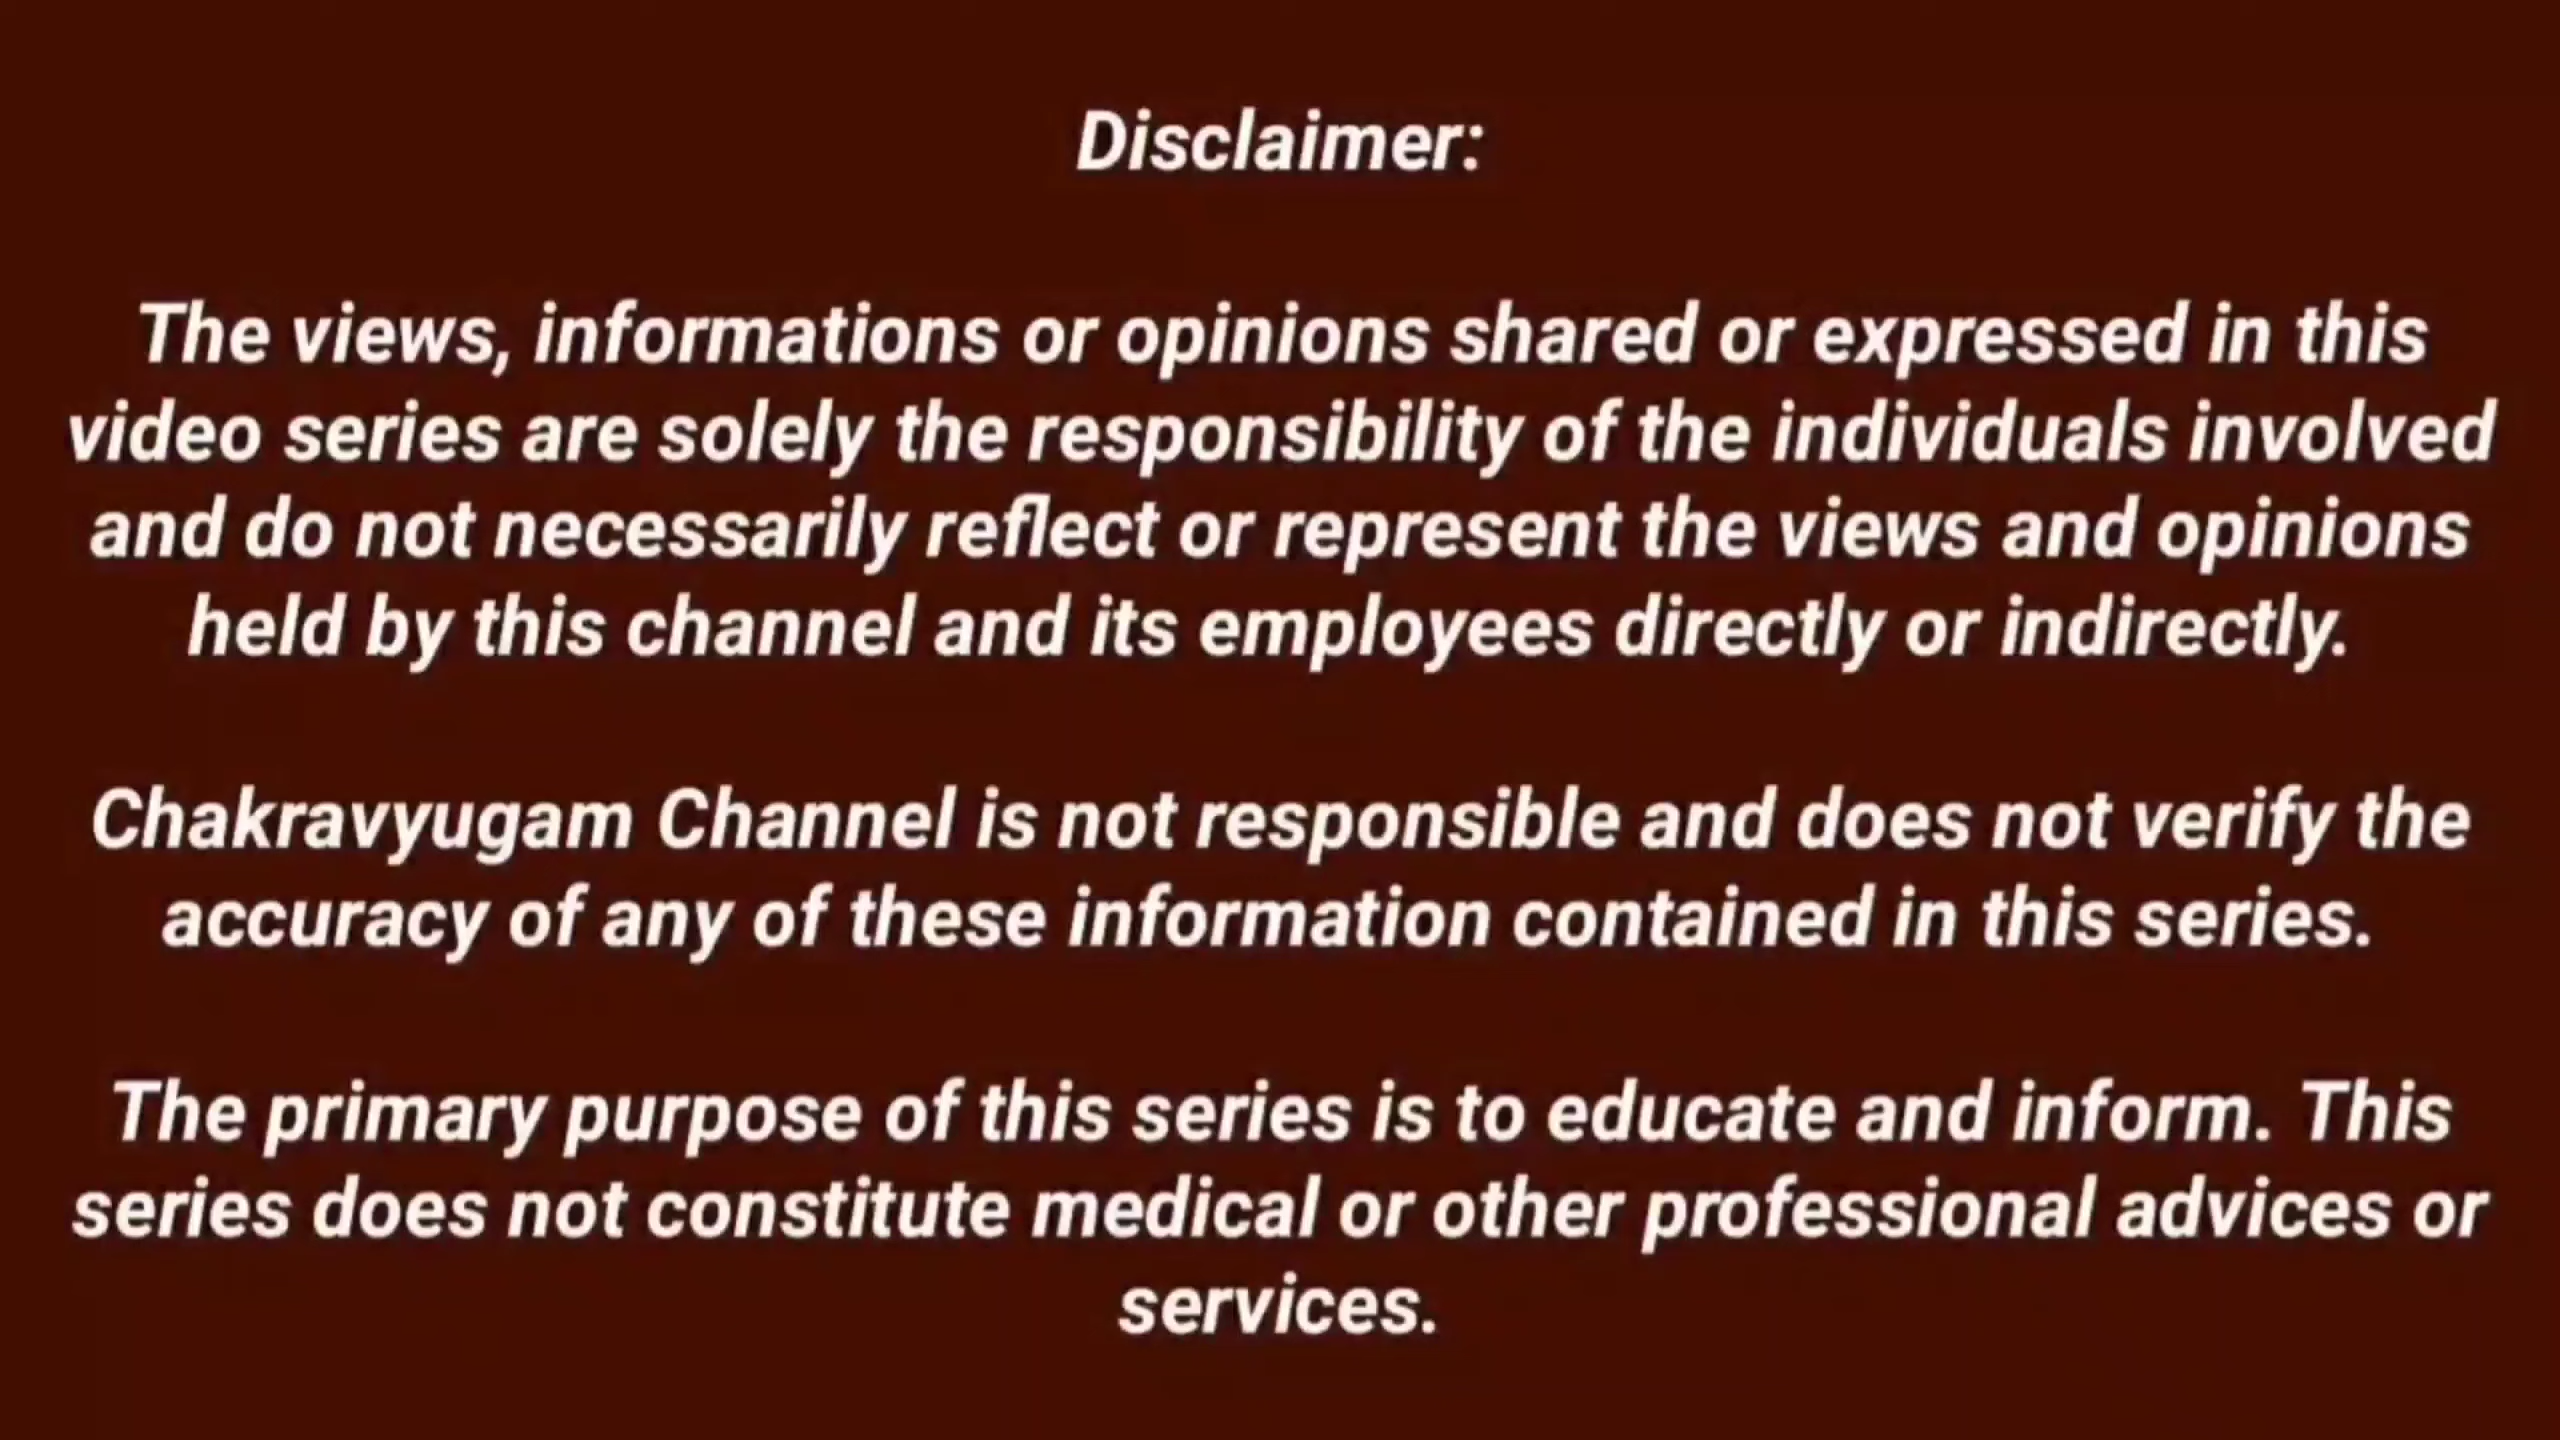 Disclaimer:
The views, informations or opinions shared or expressed in this
video series are solely the responsibility of the individuals involved
and do not necessarily reflect or represent the views and opinions
held by this channel and its employees directly or indirectly.
Chakravyugam Channel is not responsible and does not verify the
accuracy of any of these information contained in this series.
The primary purpose of this series is to educate and inform. This
series does not constitute medical or other professional advices or
services.